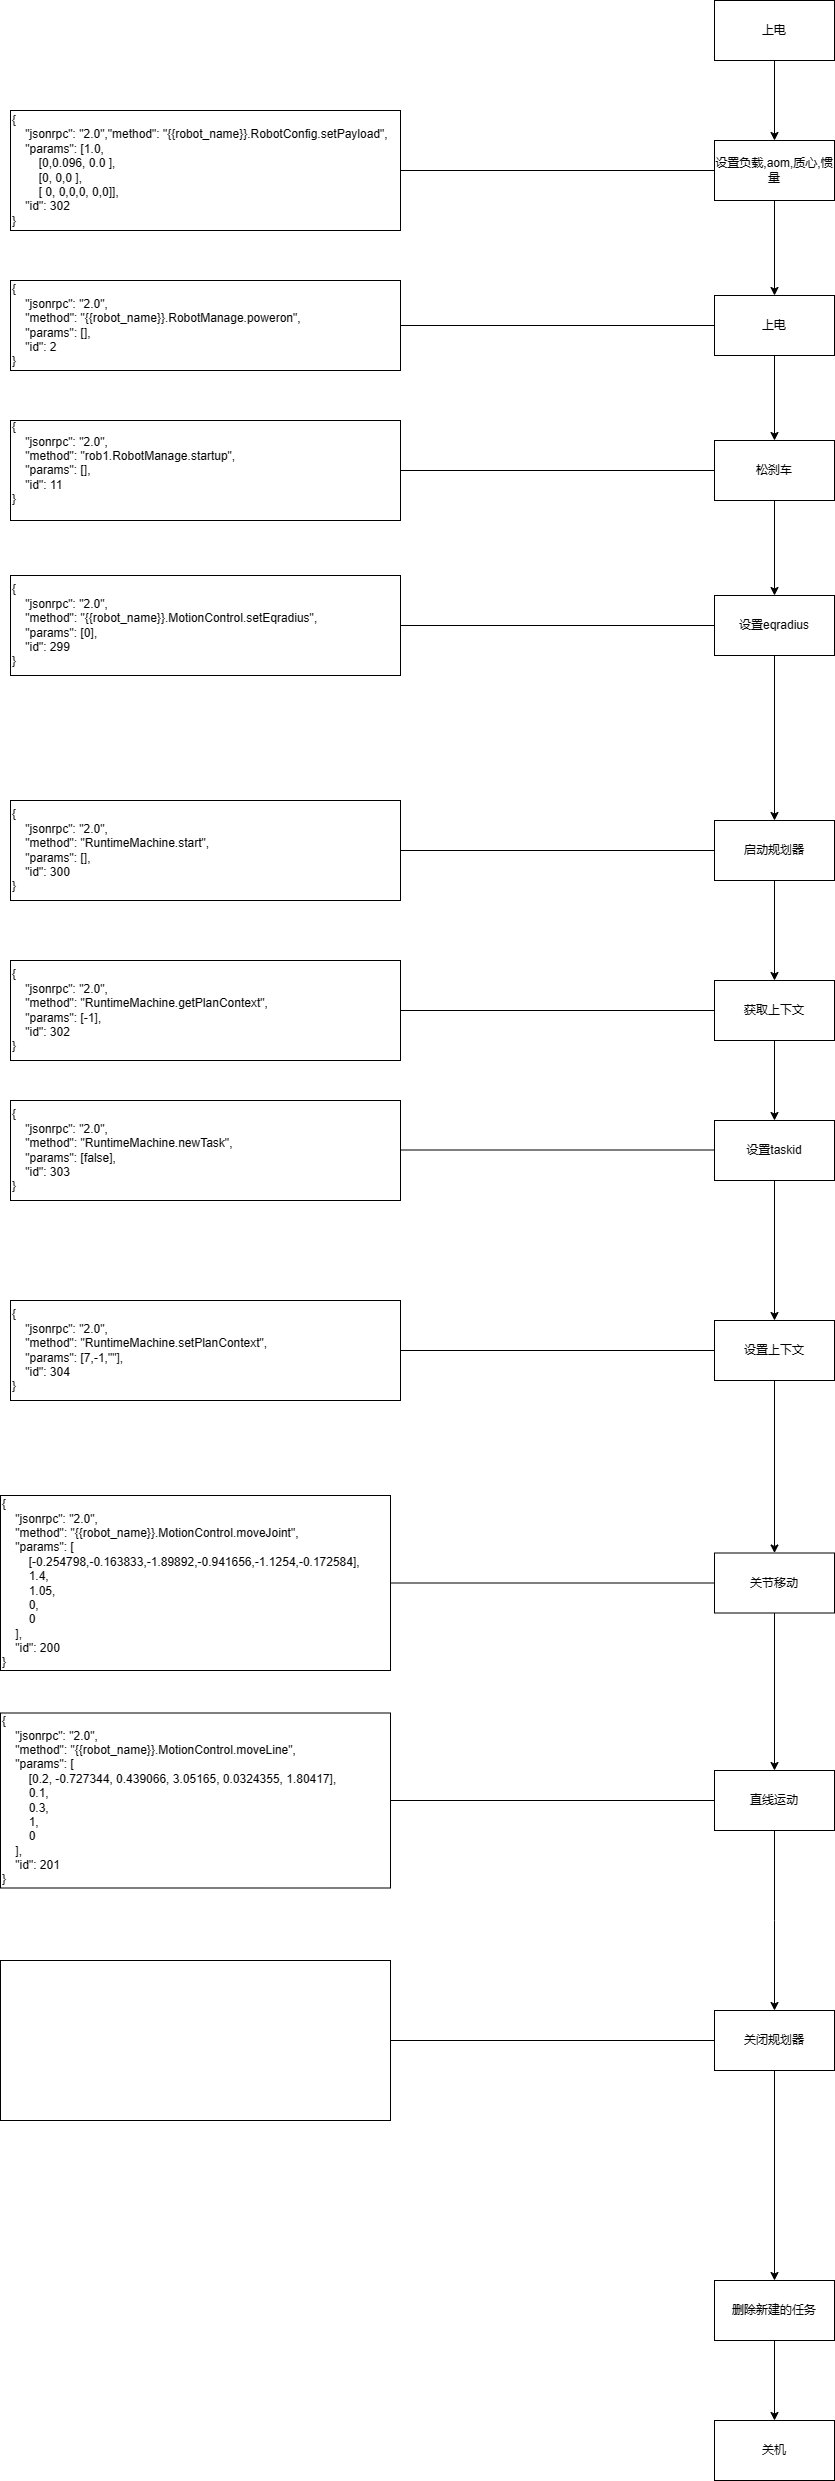 上电
{
    "jsonrpc": "2.0","method": "{{robot_name}}.RobotConfig.setPayload",
    "params": [1.0,
        [0,0.096, 0.0 ],
        [0, 0,0 ],
        [ 0, 0,0,0, 0,0]],
    "id": 302
}
设置负载,aom,质心,惯
量
{
    "jsonrpc": "2.0",
    "method": "{{robot_name}}.RobotManage.poweron",
    "params": [],
    "id": 2
}
上电
{
    "jsonrpc": "2.0",
    "method": "rob1.RobotManage.startup",
    "params": [],
    "id": 11
}
松刹车
{
    "jsonrpc": "2.0",
    "method": "{{robot_name}}.MotionControl.setEqradius",
    "params": [0],
    "id": 299
}
设置eqradius
{
    "jsonrpc": "2.0",
    "method": "RuntimeMachine.start",
    "params": [],
    "id": 300
}
启动规划器
{
    "jsonrpc": "2.0",
    "method": "RuntimeMachine.getPlanContext",
    "params": [-1],
    "id": 302
}
获取上下文
{
    "jsonrpc": "2.0",
    "method": "RuntimeMachine.newTask",
    "params": [false],
    "id": 303
}
设置taskid
{
    "jsonrpc": "2.0",
    "method": "RuntimeMachine.setPlanContext",
    "params": [7,-1,""],
    "id": 304
}
设置上下文
{
    "jsonrpc": "2.0",
    "method": "{{robot_name}}.MotionControl.moveJoint",
    "params": [
        [-0.254798,-0.163833,-1.89892,-0.941656,-1.1254,-0.172584],
        1.4,
        1.05,
        0,
        0
    ],
    "id": 200
}
关节移动
{
    "jsonrpc": "2.0",
    "method": "{{robot_name}}.MotionControl.moveLine",
    "params": [
        [0.2, -0.727344, 0.439066, 3.05165, 0.0324355, 1.80417],
        0.1,
        0.3,
        1,
        0
    ],
    "id": 201
}
直线运动
关闭规划器
删除新建的任务
关机